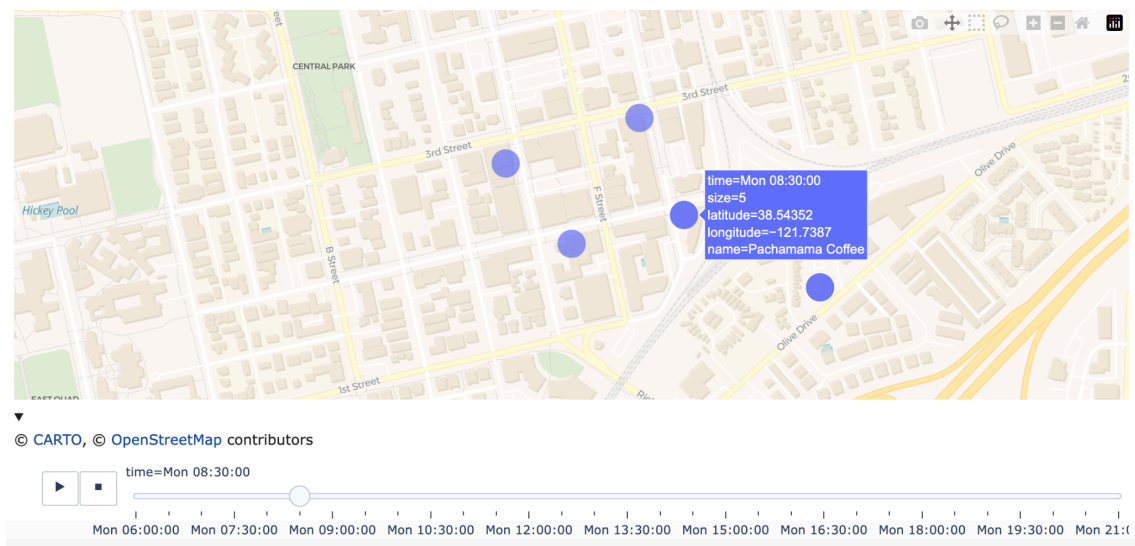 CENTRAL PARK
3rd Street
3rd Street
Hickey Pool
F Street
B Street
Olive Drive
time=Mon 08:30:00
size=5
latitude=38.54352
longitude=−121.7387
name=Pachamama Coffee
Olive Drive
1st Street
EAST QUAD
© CARTO, © OpenStreetMap contributors
time=Mon 08:30:00
Mon 06:00:00 Mon 07:30:00 Mon 09:00:00 Mon 10:30:00 Mon 12:00:00 Mon 13:30:00 Mon 15:00:00 Mon 16:30:00 Mon 18:00:00 Mon 19:30:00 Mon 21: